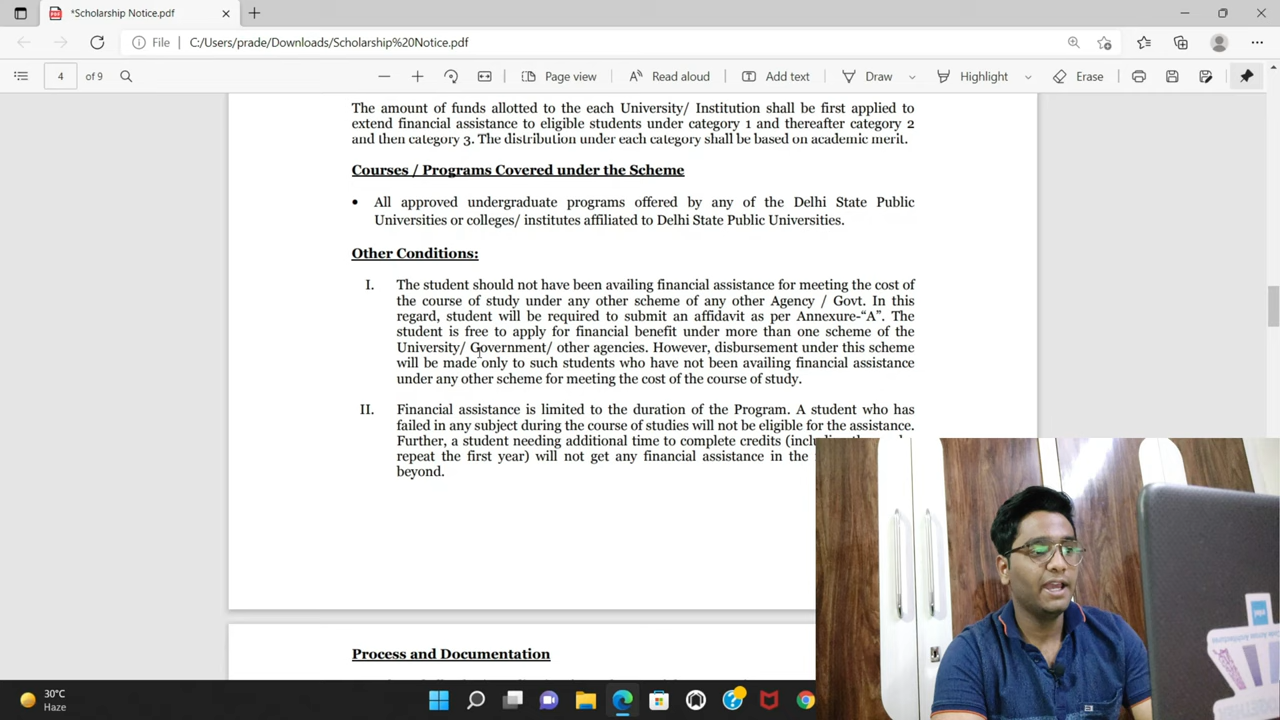 *Scholarship Notice.pdf
File C:/Users/prade/Downloads/Scholarship%20Notice.pdf
4 of 9 Page view Read aloud Add text Draw Highlight Erase
The amount of funds allotted to the each University/ Institution shall be first applied to
extend financial assistance to eligible students under category 1 and thereafter category 2
and then category 3. The distribution under each category shall be based on academic merit.
Courses / Programs Covered under the Scheme
• All approved undergraduate programs offered by any of the Delhi State Public
Universities or colleges/ institutes affiliated to Delhi State Public Universities.
Other Conditions:
I. The student should not have been availing financial assistance for meeting the cost of
the course of study under any other scheme of any other Agency / Govt. In this
regard, student will be required to submit an affidavit as per Annexure-“A”. The
student is free to apply for financial benefit under more than one scheme of the
University/ Government/ other agencies. However, disbursement under this scheme
will be made only to such students who have not been availing financial assistance
under any other scheme for meeting the cost of the course of study.
II. Financial assistance is limited to the duration of the Program. A student who has
failed in any subject during the course of studies will not be eligible for the assistance.
Further, a student needing additional time to complete credits
repeat the first year) will not get any financial assistance in the
beyond.
Process and Documentation
30°C
Haze
intel